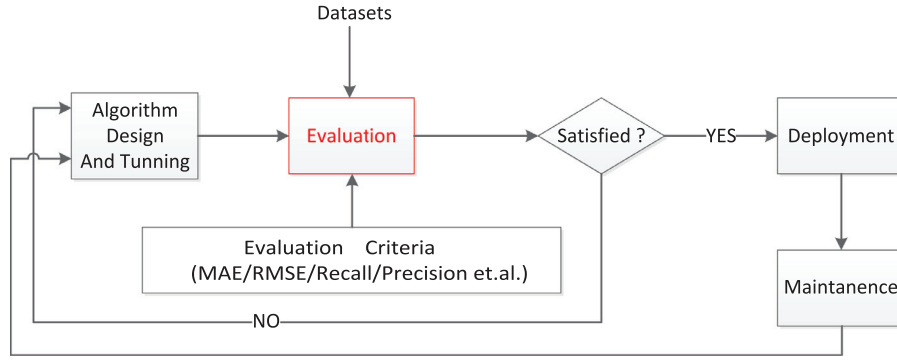 Datasets
Algorithm
Design
And Tunning
Evaluation
Satisfied ?
YES
Deployment
Evaluation Criteria
(MAE/RMSE/Recall/Precision et.al.)
Maintanence
NO